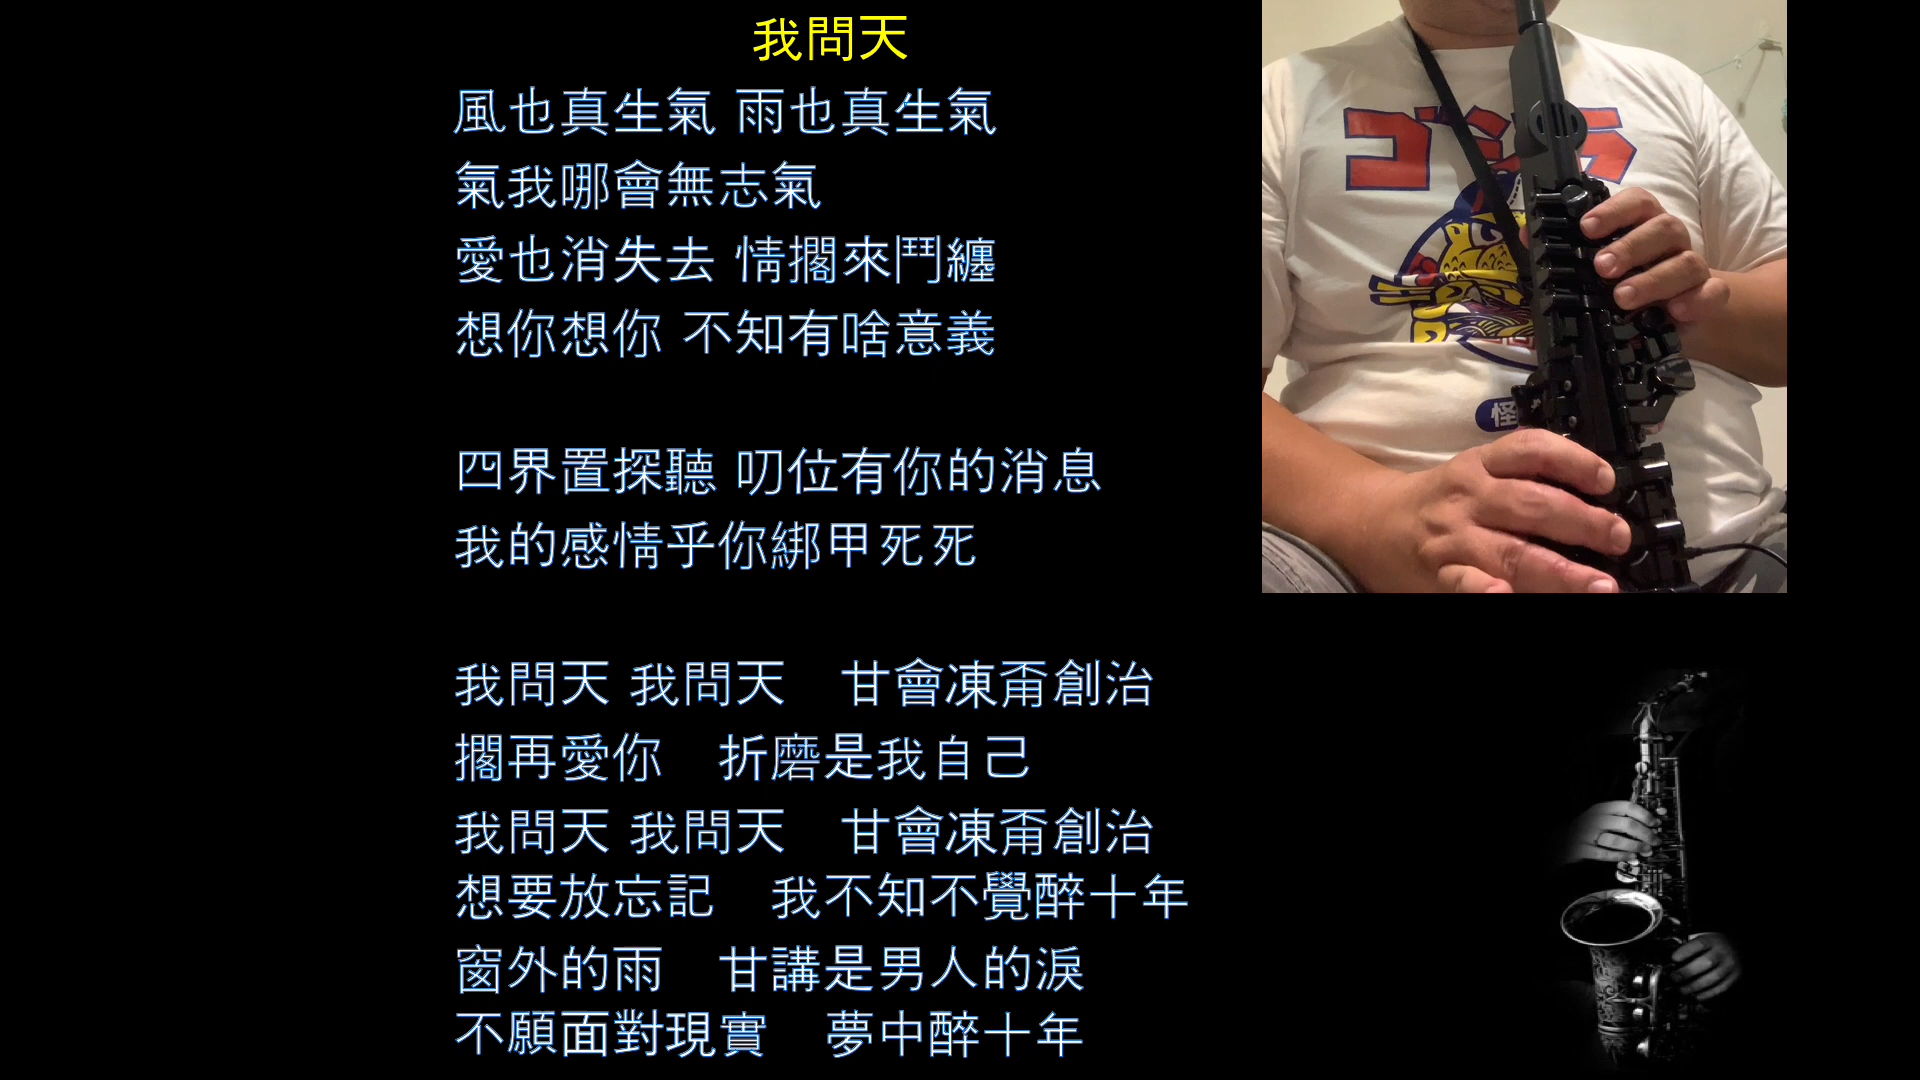 我問天
風也真生氣 雨也真生氣
氣我哪會無志氣
愛也消失去 情擱來鬥纏
想你想你 不知有啥意義
四界置探聽 叨位有你的消息
我的感情乎你綁甲死死
我問天 我問天 甘會凍甭創治
擱再愛你 折磨是我自己
我問天 我問天 甘會凍甭創治
想要放忘記 我不知不覺醉十年
窗外的雨 甘講是男人的淚
不願面對現實 夢中醉十年
ゴジラ
怪